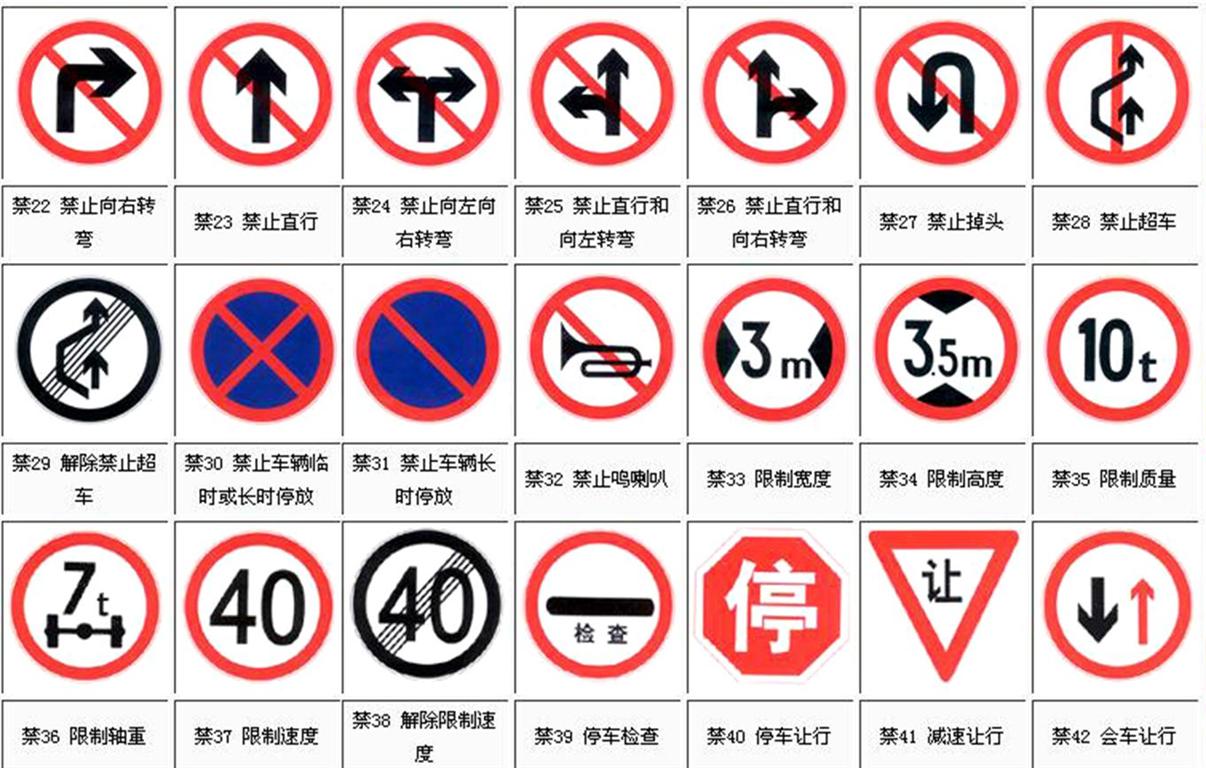 禁22 禁止向右转
弯
禁23 禁止直行
禁24 禁止向左向
右转弯
禁25 禁止直行和
向左转弯
禁26 禁止直行和
向右转弯
禁27 禁止掉头
禁28 禁止超车
3m
3.5m
10t
禁29 解除禁止超
车
禁30 禁止车辆临
时或长时停放
禁31 禁止车辆长
时停放
禁32 禁止鸣喇叭
禁33 限制宽度
禁34 限制高度
禁35 限制质量
7t
40
40
检查
停
让
禁36 限制轴重
禁37 限制速度
禁38 解除限制速
度
禁39 停车检查
禁40 停车让行
禁41 减速让行
禁42 会车让行